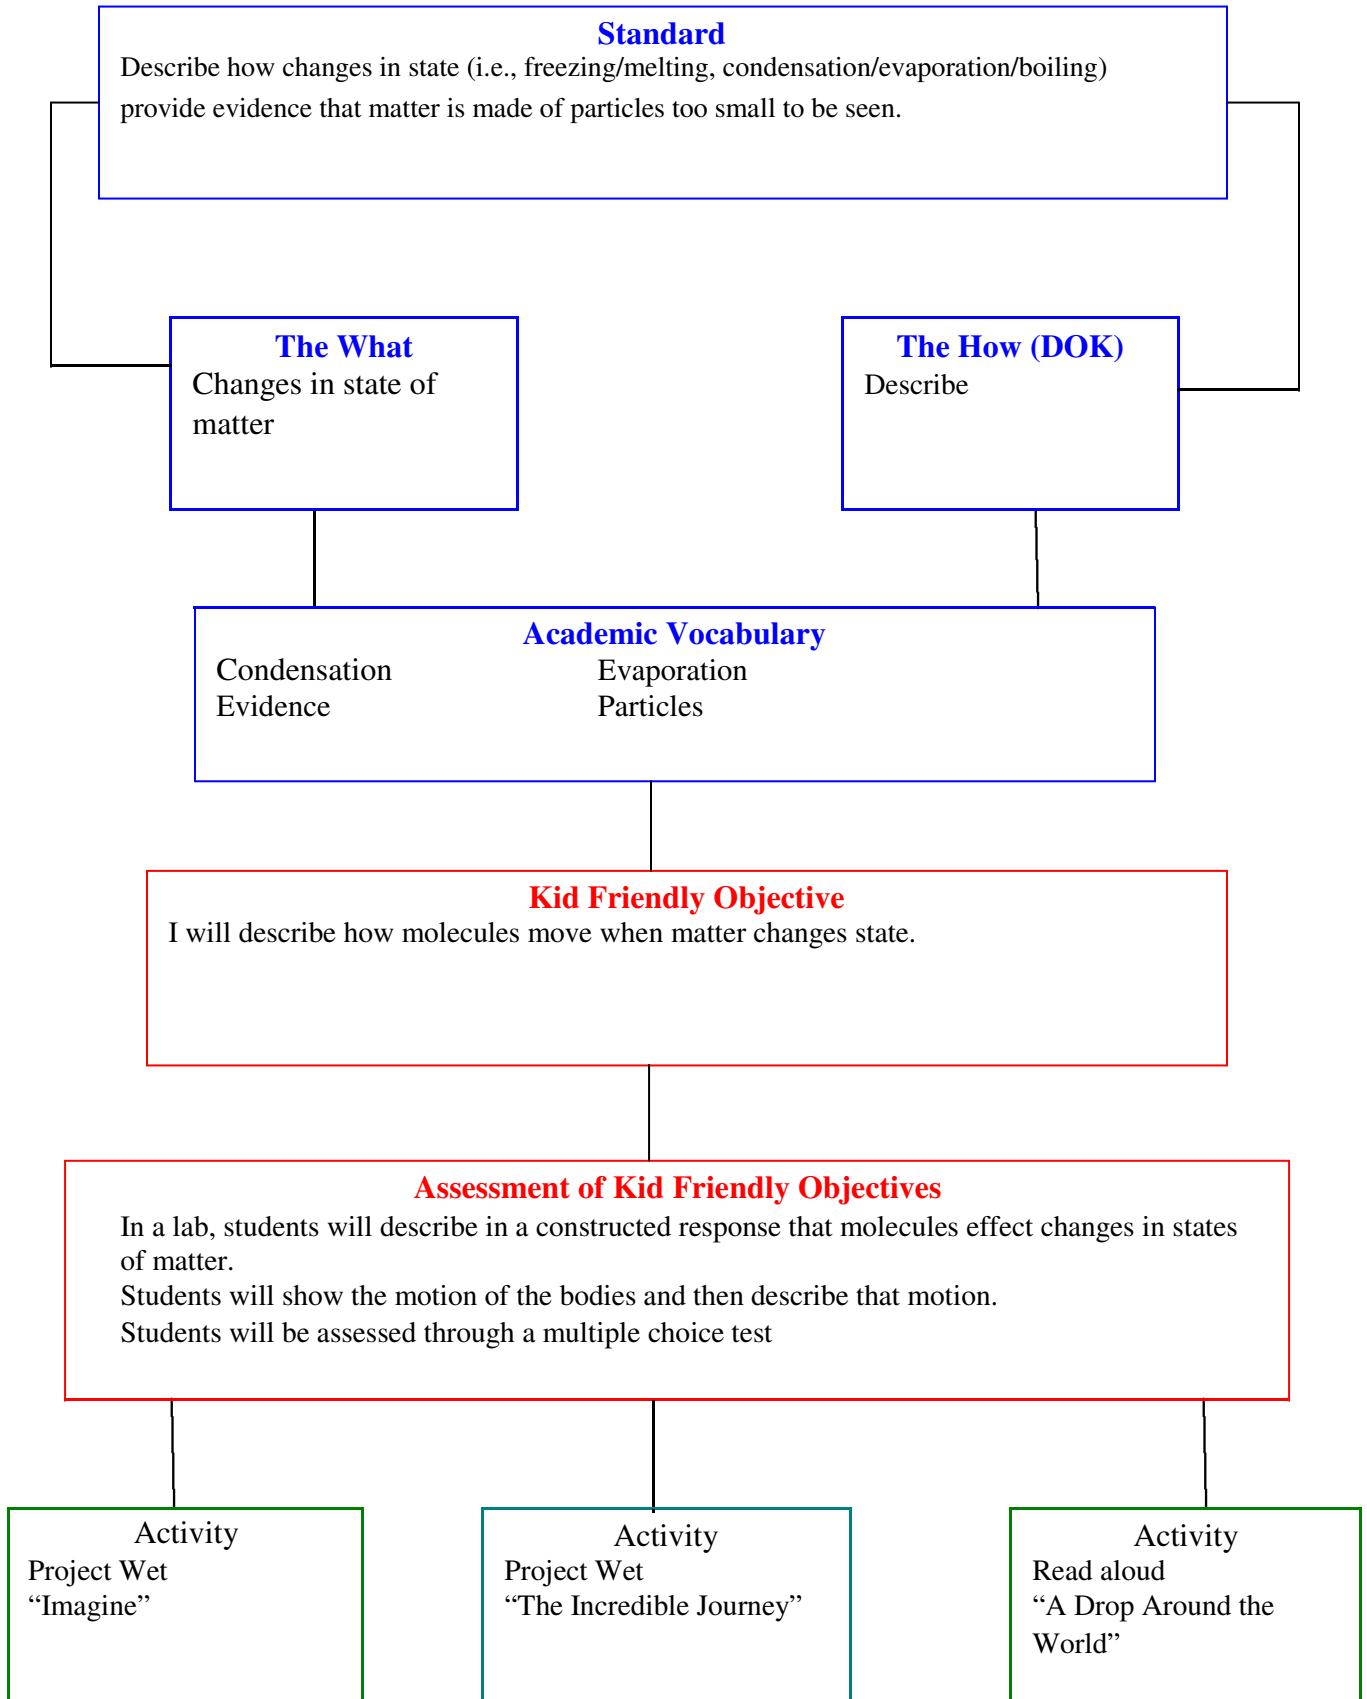 Standard
Describe how changes in state (i.e., freezing/melting, condensation/evaporation/boiling)
provide evidence that matter is made of particles too small to be seen.
The What
Changes in state of
matter
The How (DOK)
Describe
Academic Vocabulary
Condensation Evaporation
Evidence Particles
Kid Friendly Objective
I will describe how molecules move when matter changes state.
Assessment of Kid Friendly Objectives
In a lab, students will describe in a constructed response that molecules effect changes in states
of matter.
Students will show the motion of the bodies and then describe that motion.
Students will be assessed through a multiple choice test
Activity
Project Wet
“Imagine”
Activity
Project Wet
“The Incredible Journey”
Activity
Read aloud
“A Drop Around the
World”